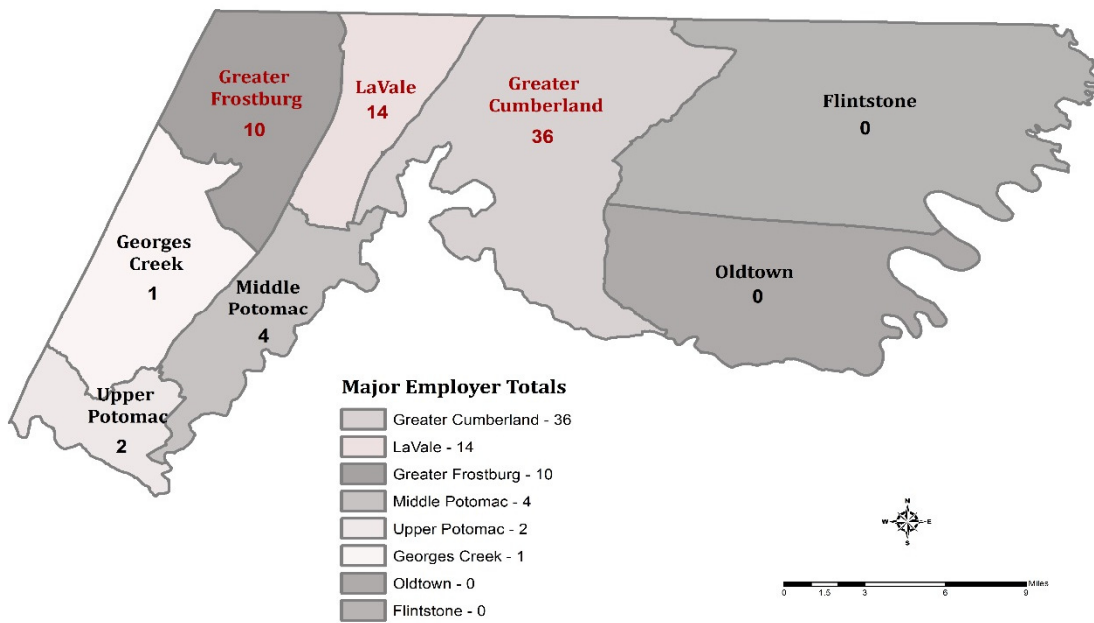 Greater
Frostburg
10
LaVale
14
Greater
Cumberland
36
Flintstone
0
Georges
Creek
1
Middle
Potomac
4
Oldtown
0
Upper
Potomac
2
Major Employer Totals
Greater Cumberland - 36
LaVale - 14
Greater Frostburg - 10
Middle Potomac - 4
Upper Potomac - 2
Georges Creek - 1
Oldtown - 0
Flintstone - 0
N
W E
S
Miles
0 1.5 3 6 9